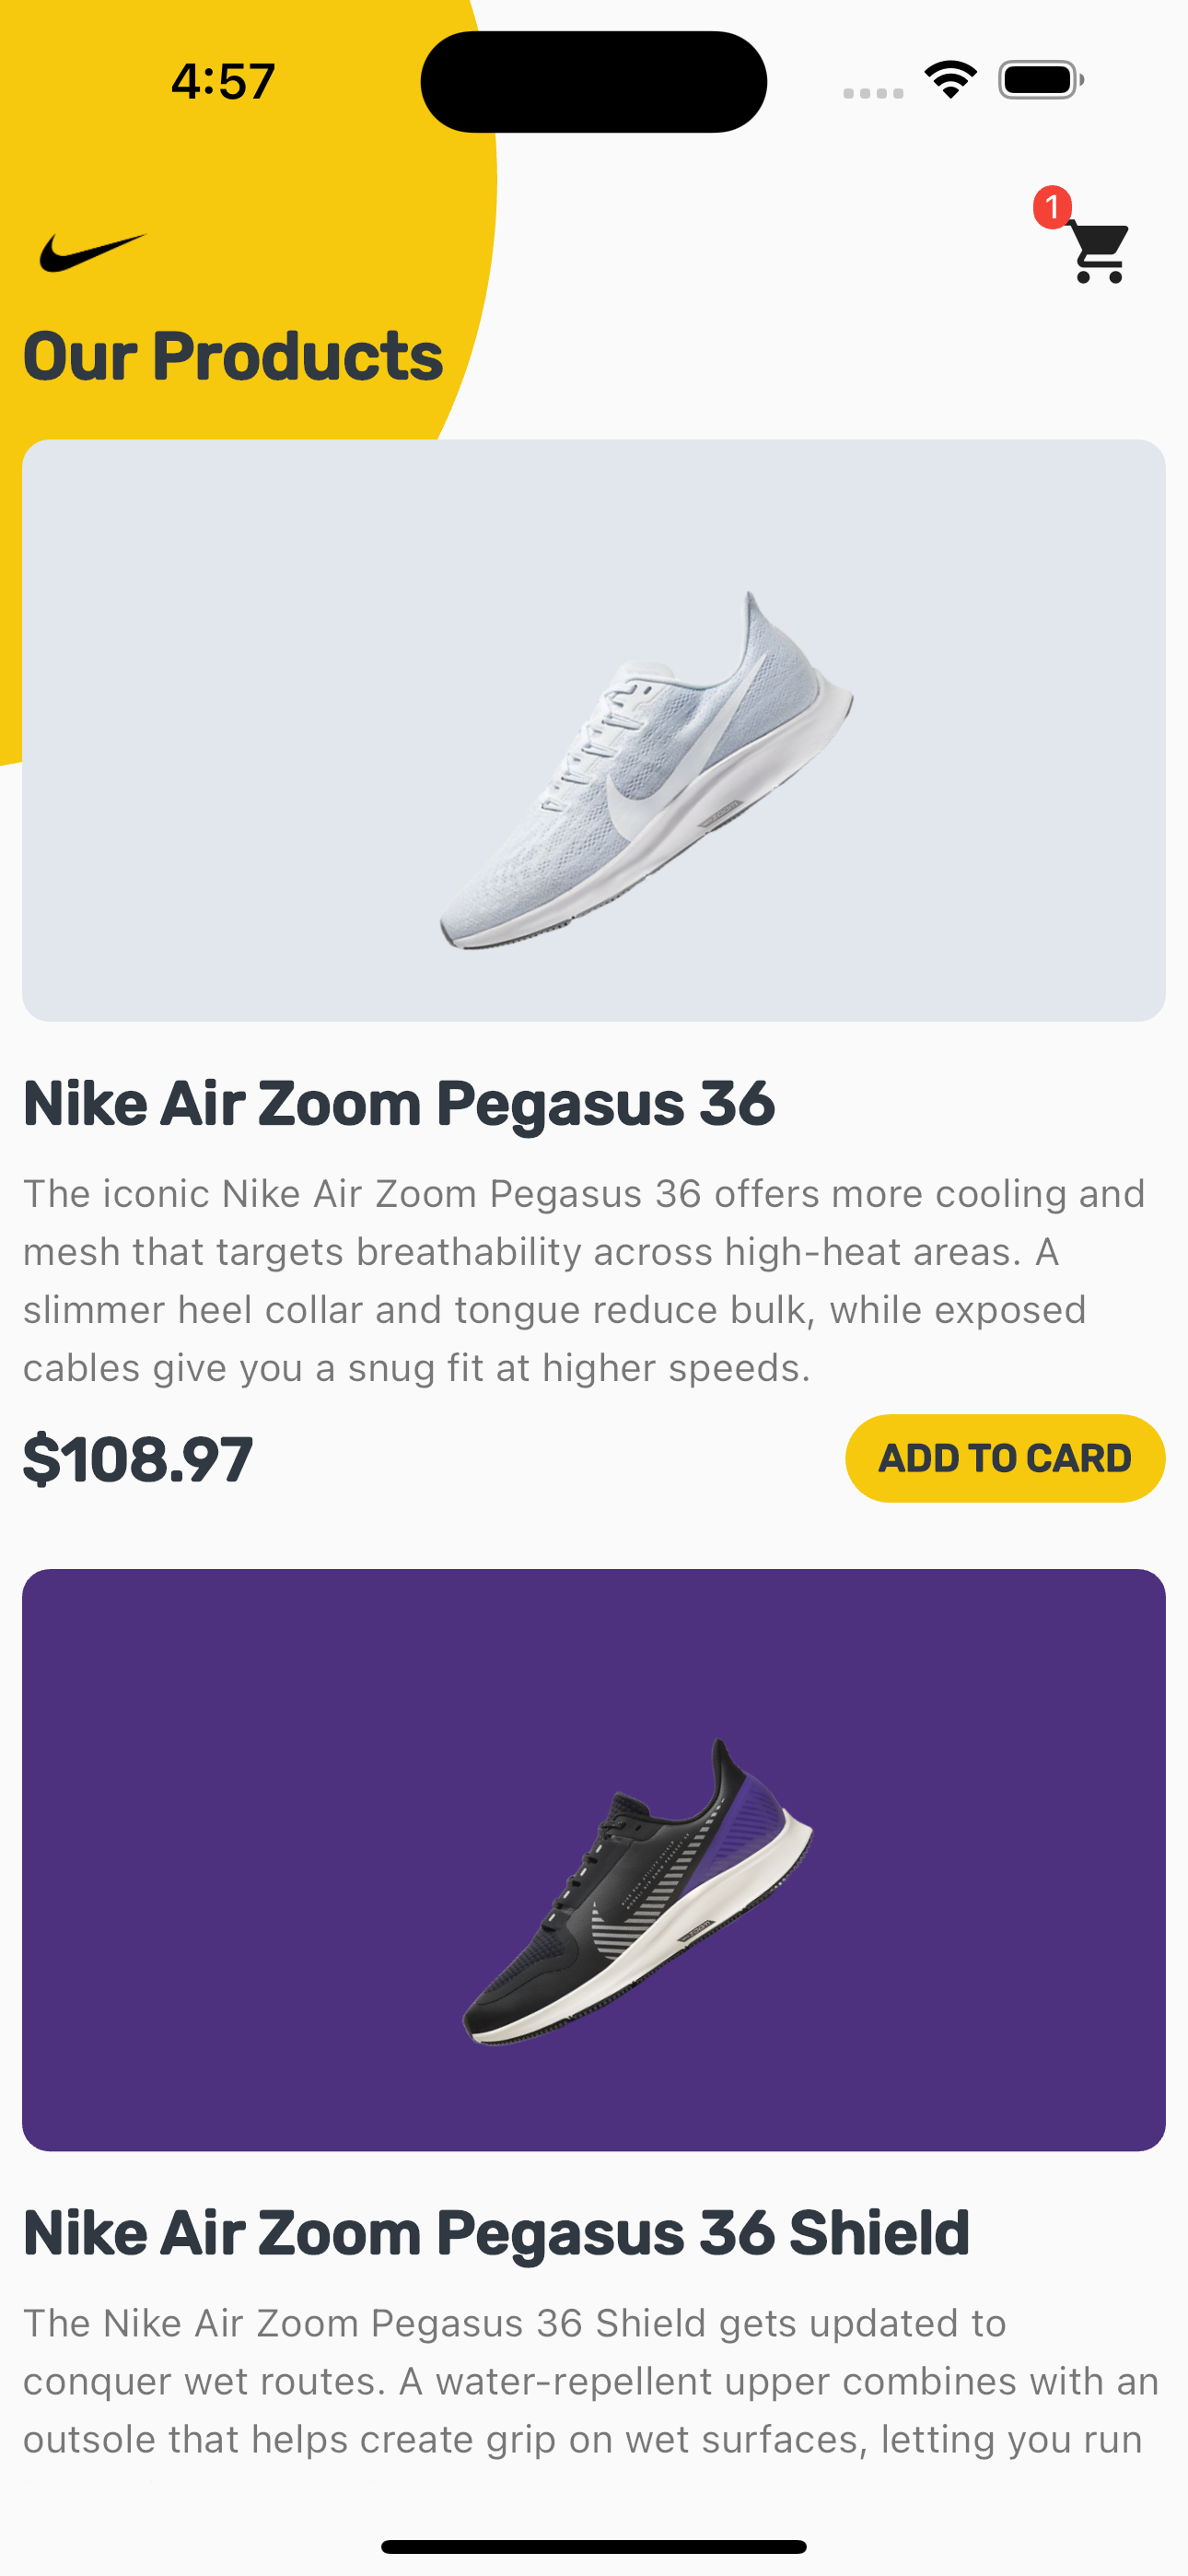 4:57
1
Our Products
Nike Air Zoom Pegasus 36
The iconic Nike Air Zoom Pegasus 36 offers more cooling and
mesh that targets breathability across high-heat areas. A
slimmer heel collar and tongue reduce bulk, while exposed
cables give you a snug fit at higher speeds.
$108.97
ADD TO CARD
Nike Air Zoom Pegasus 36 Shield
The Nike Air Zoom Pegasus 36 Shield gets updated to
conquer wet routes. A water-repellent upper combines with an
outsole that helps create grip on wet surfaces, letting you run